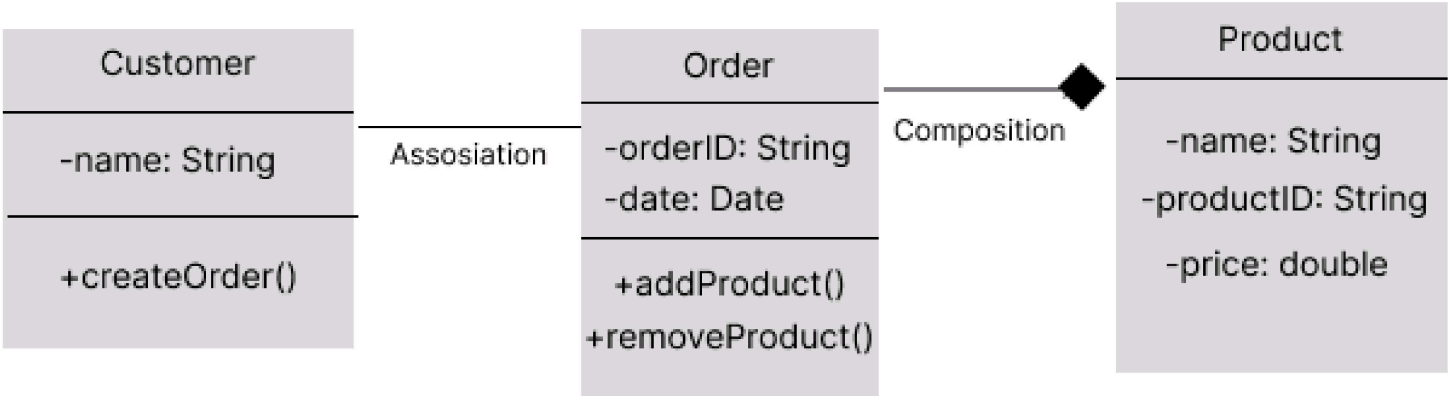 Customer
-name: String
+createOrder()
Assosiation
Order
-orderID: String
-date: Date
+addProduct()
+removeProduct()
Composition
Product
-name: String
-productID: String
-price: double